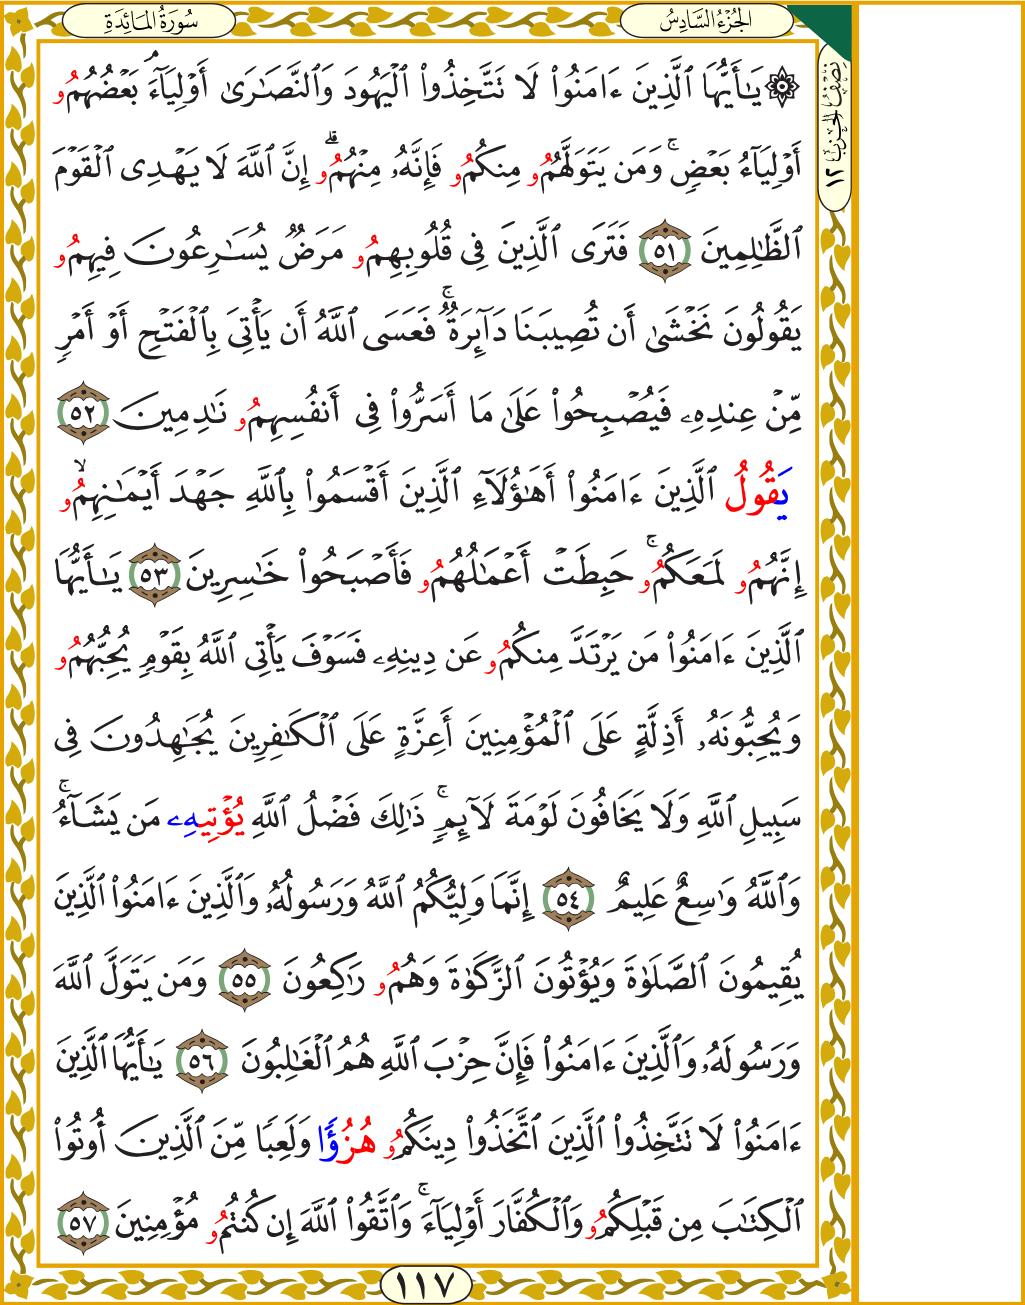 الجُزْءُ السَّادِسُ
سُورَةُ المَائِدَةِ
نِصْفُ الحِزْبِ ١٢
۞ يَـٰٓأَيُّهَا ٱلَّذِينَ ءَامَنُوا۟ لَا تَتَّخِذُوا۟ ٱلْيَهُودَ وَٱلنَّصَـٰرَىٰٓ أَوْلِيَآءَۘ بَعْضُهُمُو
أَوْلِيَآءُ بَعْضٍۚ وَمَن يَتَوَلَّهُمُو مِنكُمُو فَإِنَّهُۥ مِنْهُمُوۗ إِنَّ ٱللَّهَ لَا يَهْدِى ٱلْقَوْمَ
ٱلظَّـٰلِمِينَ ٥١ فَتَرَى ٱلَّذِينَ فِى قُلُوبِهِمُو مَرَضٌ يُسَـٰرِعُونَ فِيهِمُو
يَقُولُونَ نَخْشَىٰٓ أَن تُصِيبَنَا دَآئِرَةٌۚ فَعَسَى ٱللَّهُ أَن يَأْتِىَ بِٱلْفَتْحِ أَوْ أَمْرٍ
مِّنْ عِندِهِۦ فَيُصْبِحُوا۟ عَلَىٰ مَآ أَسَرُّوا۟ فِىٓ أَنفُسِهِمُو نَـٰدِمِينَ ٥٢
يَقُولُ ٱلَّذِينَ ءَامَنُوٓا۟ أَهَـٰٓؤُلَآءِ ٱلَّذِينَ أَقْسَمُوا۟ بِٱللَّهِ جَهْدَ أَيْمَـٰنِهِمُوۙ
إِنَّهُمُو لَمَعَكُمُوۚ حَبِطَتْ أَعْمَـٰلُهُمُو فَأَصْبَحُوا۟ خَـٰسِرِينَ ٥٣ يَـٰٓأَيُّهَا
ٱلَّذِينَ ءَامَنُوا۟ مَن يَرْتَدَّ مِنكُمُو عَن دِينِهِۦ فَسَوْفَ يَأْتِى ٱللَّهُ بِقَوْمٍ يُحِبُّهُمُو
وَيُحِبُّونَهُۥٓ أَذِلَّةٍ عَلَى ٱلْمُؤْمِنِينَ أَعِزَّةٍ عَلَى ٱلْكَـٰفِرِينَ يُجَـٰهِدُونَ فِى
سَبِيلِ ٱللَّهِ وَلَا يَخَافُونَ لَوْمَةَ لَآئِمٍۚ ذَٰلِكَ فَضْلُ ٱللَّهِ يُؤْتِيهِۦ مَن يَشَآءُۚ
وَٱللَّهُ وَٰسِعٌ عَلِيمٌ ٥٤ إِنَّمَا وَلِيُّكُمُ ٱللَّهُ وَرَسُولُهُۥ وَٱلَّذِينَ ءَامَنُوا۟ ٱلَّذِينَ
يُقِيمُونَ ٱلصَّلَوٰةَ وَيُؤْتُونَ ٱلزَّكَوٰةَ وَهُمُو رَٰكِعُونَ ٥٥ وَمَن يَتَوَلَّ ٱللَّهَ
وَرَسُولَهُۥ وَٱلَّذِينَ ءَامَنُوا۟ فَإِنَّ حِزْبَ ٱللَّهِ هُمُ ٱلْغَـٰلِبُونَ ٥٦ يَـٰٓأَيُّهَا ٱلَّذِينَ
ءَامَنُوا۟ لَا تَتَّخِذُوا۟ ٱلَّذِينَ ٱتَّخَذُوا۟ دِينَكُمُو هُزُؤًا وَلَعِبًا مِّنَ ٱلَّذِينَ أُوتُوا۟
ٱلْكِتَـٰبَ مِن قَبْلِكُمُو وَٱلْكُفَّارَ أَوْلِيَآءَۚ وَٱتَّقُوا۟ ٱللَّهَ إِن كُنتُمُو مُؤْمِنِينَ ٥٧
١١٧